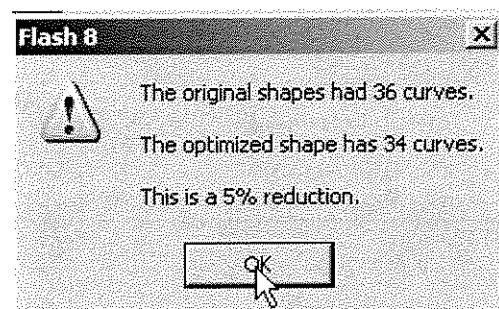 Flash 8
The original shapes had 36 curves.
The optimized shape has 34 curves.
This is a 5% reduction.
OK